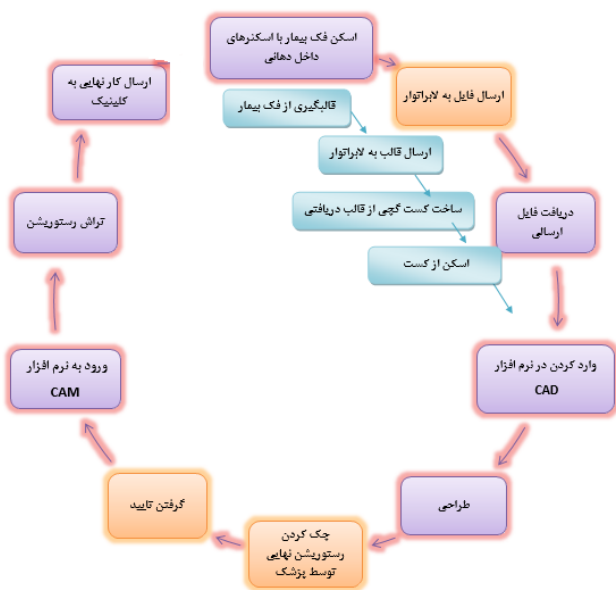 اسکن فک بیمار با اسکنرهای
داخل دهانی
ارسال فایل به لابراتوار
قالبگیری از فک بیمار
ارسال قالب به لابراتوار
ساخت کست گچی از قالب دریافتی
اسکن از کست
دریافت فایل
ارسالی
وارد کردن در نرم افزار
CAD
طراحی
چک کردن
رستوریشن نهایی
توسط پزشک
گرفتن تایید
ورود به نرم افزار
CAM
تراش رستوریشن
ارسال کار نهایی به
کلینیک